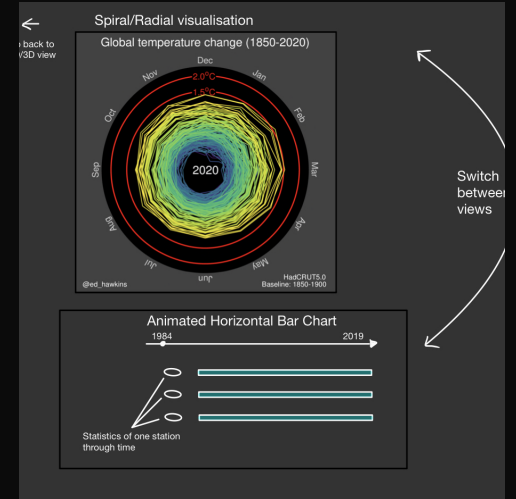 Spiral/Radial visualisation
back to
/3D view
Global temperature change (1850-2020)
Dec
Nov
Jan
2.0°C
1.5°C
Oct
Feb
Sep
2020
Mar
Aug
Apr
Jul
May
Jun
@ed_hawkins
HadCRUT5.0
Baseline: 1850-1900
Switch
between
views
Animated Horizontal Bar Chart
1984
2019
Statistics of one station
through time